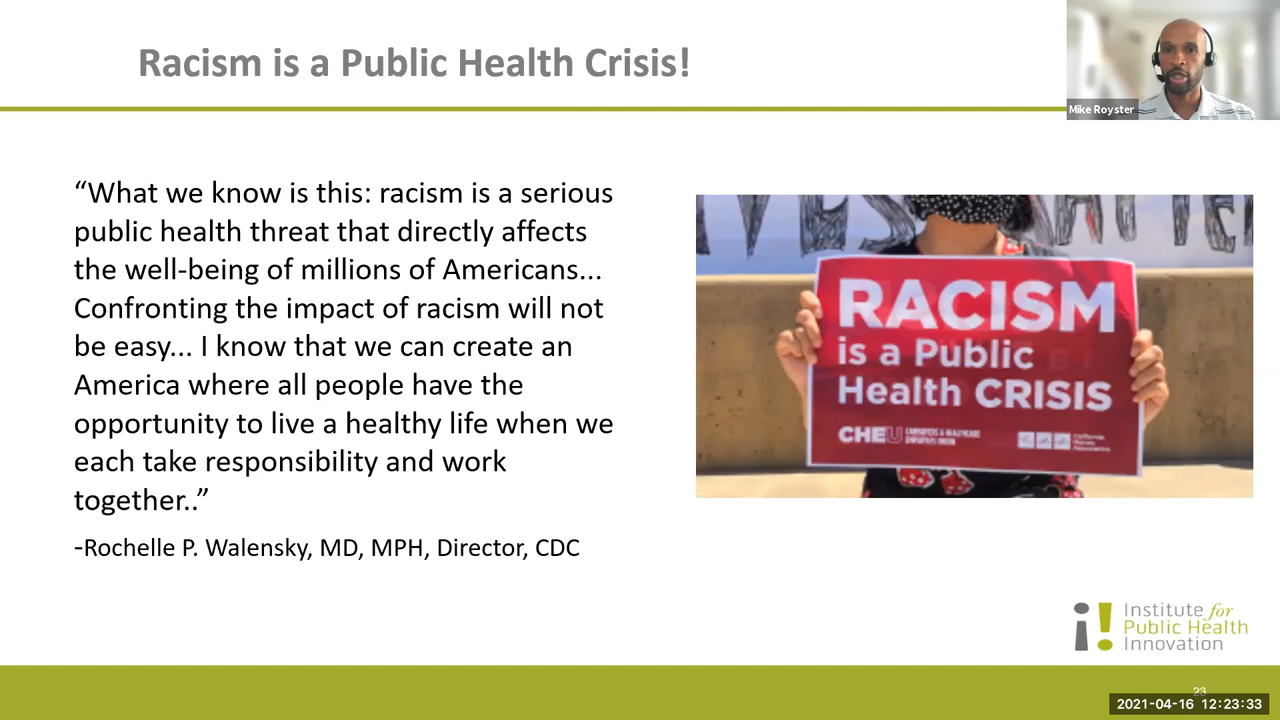 Racism is a Public Health Crisis!
Mike Royster
“What we know is this: racism is a serious
public health threat that directly affects
the well-being of millions of Americans...
Confronting the impact of racism will not
be easy... I know that we can create an
America where all people have the
opportunity to live a healthy life when we
each take responsibility and work
together..”
-Rochelle P. Walensky, MD, MPH, Director, CDC
RACISM
is a Public
Health CRISIS
CHEU
Institute for
Public Health
Innovation
23
2021-04-16 12:23:33